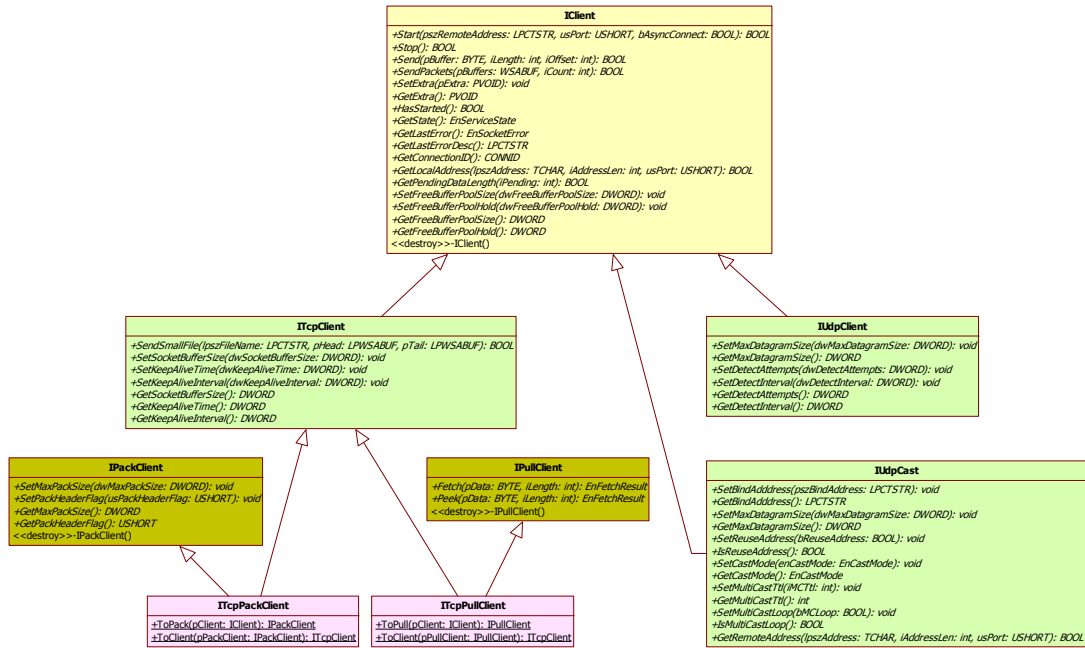 IClient
+Start(pszRemoteAddress: LPCTSTR, usPort: USHORT, bAsyncConnect: BOOL): BOOL
+Stop(): BOOL
+Send(pBuffer: BYTE, iLength: int, iOffset: int): BOOL
+SendPackets(pBuffers: WSABUF, iCount: int): BOOL
+SetExtra(pExtra: PVOID): void
+GetExtra(): PVOID
+HasStarted(): BOOL
+GetState(): EnServiceState
+GetLastError(): EnSocketError
+GetLastErrorDesc(): LPCTSTR
+GetConnectionID(): CONNID
+GetLocalAddress(lpszAddress: TCHAR, iAddressLen: int, usPort: USHORT): BOOL
+GetPendingDataLength(iPending: int): BOOL
+SetFreeBufferPoolSize(dwFreeBufferPoolSize: DWORD): void
+SetFreeBufferPoolHold(dwFreeBufferPoolHold: DWORD): void
+GetFreeBufferPoolSize(): DWORD
+GetFreeBufferPoolHold(): DWORD
<<destroy>>-IClient()
ITcpClient
+SendSmallFile(lpszFileName: LPCTSTR, pHead: LPWSABUF, pTail: LPWSABUF): BOOL
+SetSocketBufferSize(dwSocketBufferSize: DWORD): void
+SetKeepAliveTime(dwKeepAliveTime: DWORD): void
+SetKeepAliveInterval(dwKeepAliveInterval: DWORD): void
+GetSocketBufferSize(): DWORD
+GetKeepAliveTime(): DWORD
+GetKeepAliveInterval(): DWORD
IUdpClient
+SetMaxDatagramSize(dwMaxDatagramSize: DWORD): void
+GetMaxDatagramSize(): DWORD
+SetDetectAttempts(dwDetectAttempts: DWORD): void
+SetDetectInterval(dwDetectInterval: DWORD): void
+GetDetectAttempts(): DWORD
+GetDetectInterval(): DWORD
IPackClient
+SetMaxPackSize(dwMaxPackSize: DWORD): void
+SetPackHeaderFlag(usPackHeaderFlag: USHORT): void
+GetMaxPackSize(): DWORD
+GetPackHeaderFlag(): USHORT
<<destroy>>-IPackClient()
IPullClient
+Fetch(pData: BYTE, iLength: int): EnFetchResult
+Peek(pData: BYTE, iLength: int): EnFetchResult
<<destroy>>-IPullClient()
IUdpCast
+SetBindAdddress(pszBindAddress: LPCTSTR): void
+GetBindAdddress(): LPCTSTR
+SetMaxDatagramSize(dwMaxDatagramSize: DWORD): void
+GetMaxDatagramSize(): DWORD
+SetReuseAddress(bReuseAddress: BOOL): void
+IsReuseAddress(): BOOL
+SetCastMode(enCastMode: EnCastMode): void
+GetCastMode(): EnCastMode
+SetMultiCastTtl(iMCTtl: int): void
+GetMultiCastTtl(): int
+SetMultiCastLoop(bMCLoop: BOOL): void
+IsMultiCastLoop(): BOOL
+GetRemoteAddress(lpszAddress: TCHAR, iAddressLen: int, usPort: USHORT): BOOL
ITcpPackClient
+ToPack(pClient: IClient): IPackClient
+ToClient(pPackClient: IPackClient): ITcpClient
ITcpPullClient
+ToPull(pClient: IClient): IPullClient
+ToClient(pPullClient: IPullClient): ITcpClient